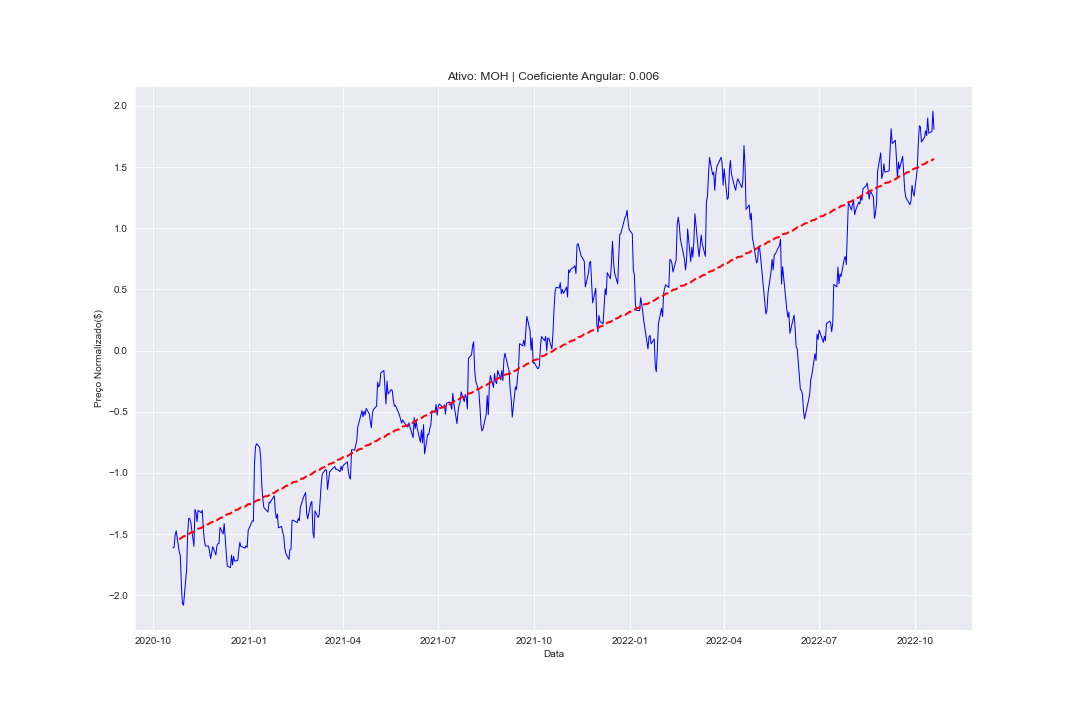 Ativo: MOH | Coeficiente Angular: 0.006
Preço Normalizado($)
2.0
1.5
1.0
0.5
0.0
−0.5
−1.0
−1.5
−2.0
2020-10 2021-01 2021-04 2021-07 2021-10 2022-01 2022-04 2022-07 2022-10
Data